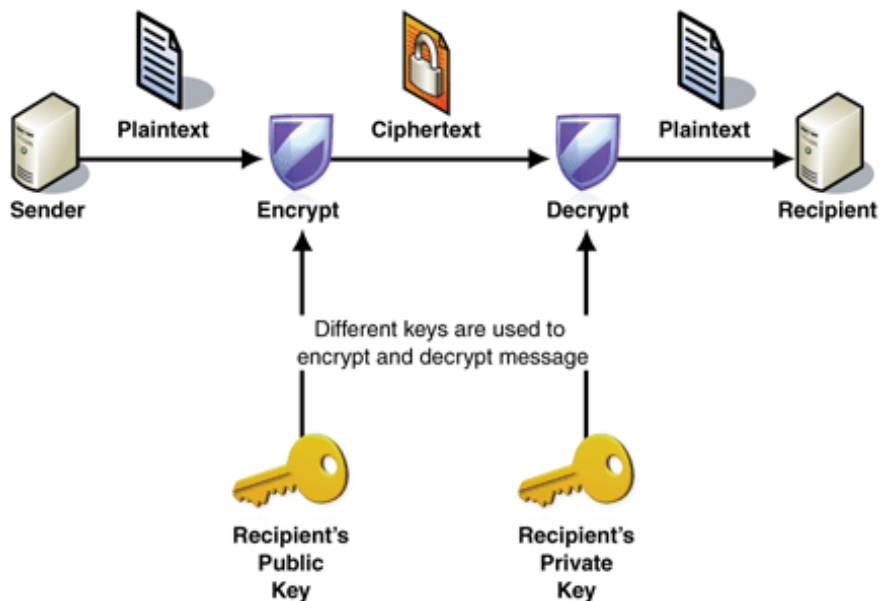 Plaintext
Ciphertext
Plaintext
Sender
Encrypt
Decrypt
Recipient
Different keys are used to
encrypt and decrypt message
Recipient's
Public
Key
Recipient's
Private
Key